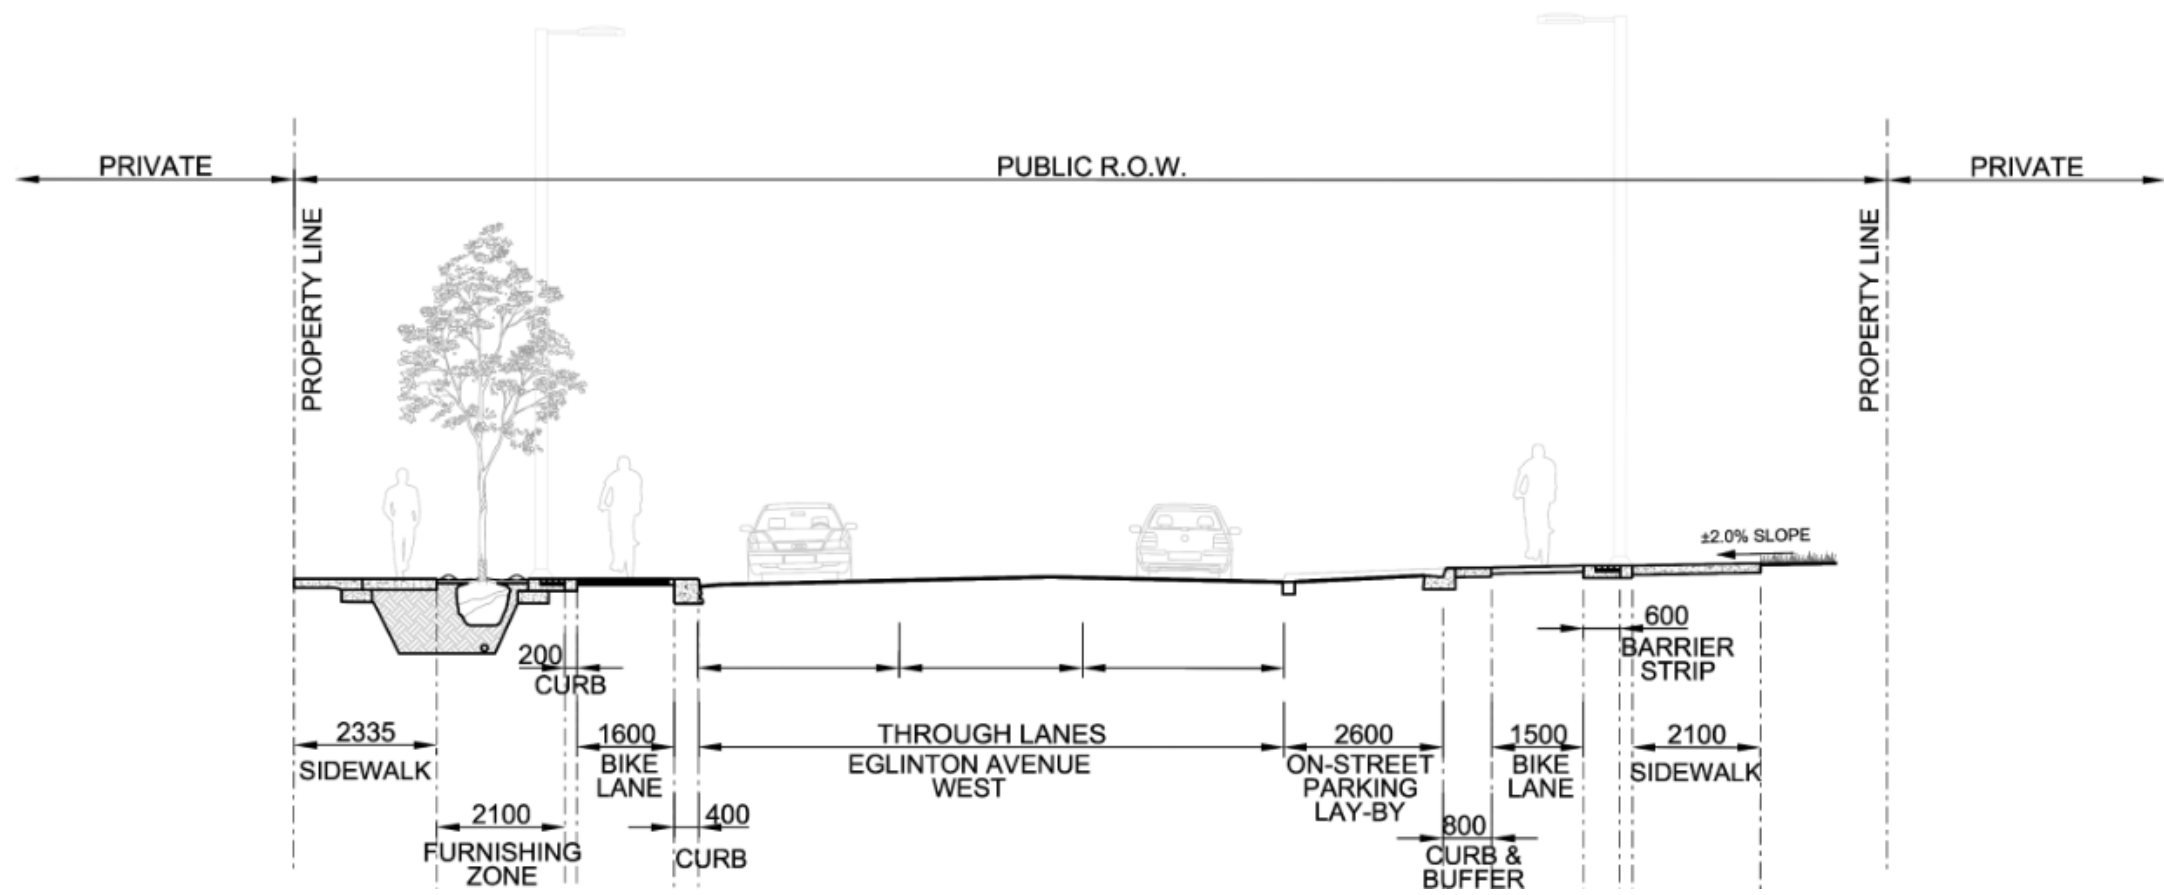 PRIVATE
PUBLIC R.O.W.
PRIVATE
PROPERTY LINE
PROPERTY LINE
±2.0% SLOPE
200
CURB
600
BARRIER
STRIP
2335
SIDEWALK
1600
BIKE
LANE
THROUGH LANES
EGLINTON AVENUE
WEST
2600
ON-STREET
PARKING
LAY-BY
1500
BIKE
LANE
2100
SIDEWALK
2100
FURNISHING
ZONE
400
CURB
800
CURB &
BUFFER